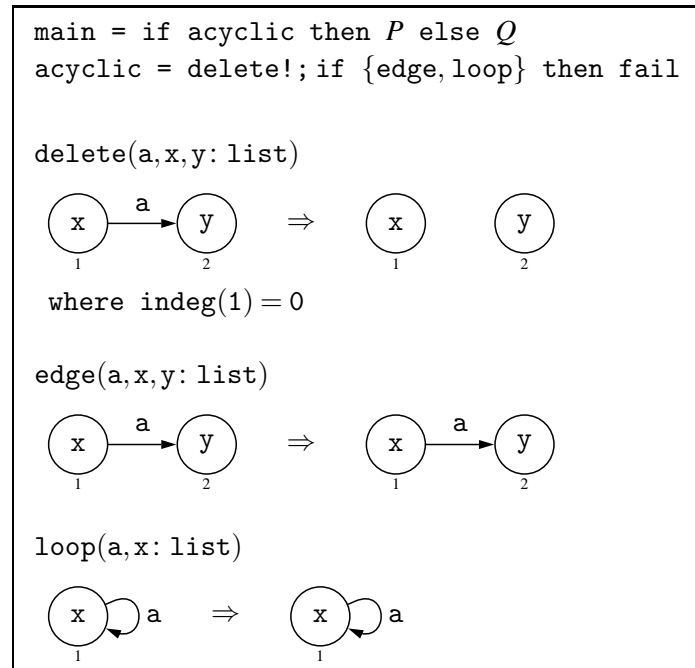 main = if acyclic then P else Q
acyclic = delete!; if {edge, loop} then fail
delete(a,x,y: list)
x a y ⇒ x y
1 2 1 2
where indeg(1) = 0
edge(a,x,y: list)
x a y ⇒ x a y
1 2 1 2
loop(a,x: list)
x a ⇒ x a
1 1